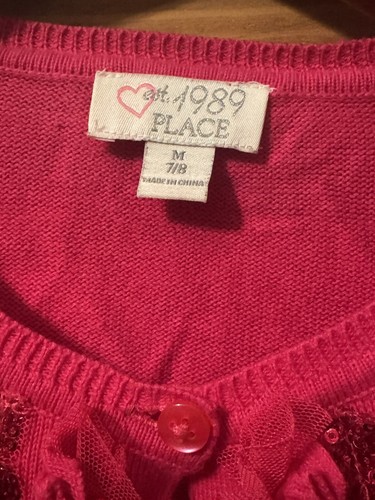 est. 1989
PLACE
M
7/8
MADE IN CHINA